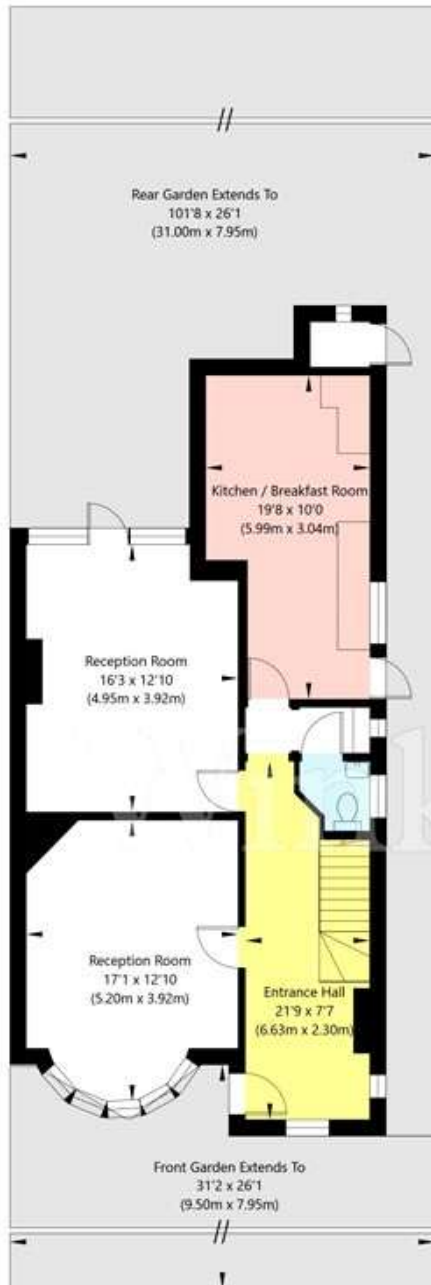 Rear Garden Extends To
101'8 x 26'1
(31.00m x 7.95m)
Kitchen / Breakfast Room
19'8 x 10'0
(5.99m x 3.04m)
Reception Room
16'3 x 12'10
(4.95m x 3.92m)
Reception Room
17'1 x 12'10
(5.20m x 3.92m)
Entrance Hall
21'9 x 7'7
(6.63m x 2.30m)
Front Garden Extends To
31'2 x 26'1
(9.50m x 7.95m)